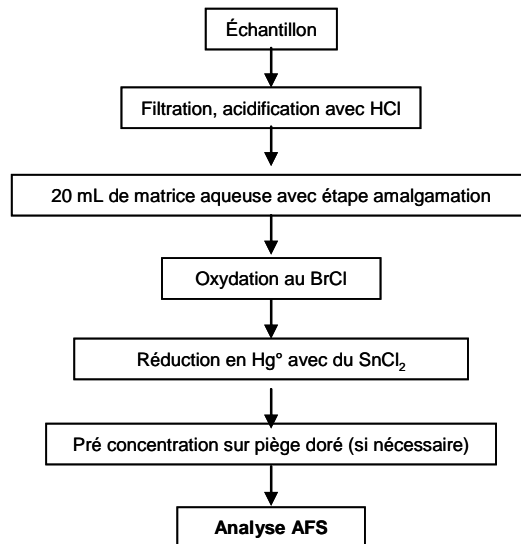 Échantillon
Filtration, acidification avec HCl
20 mL de matrice aqueuse avec étape amalgamation
Oxydation au BrCl
Réduction en Hg° avec du SnCl₂
Pré concentration sur piège doré (si nécessaire)
Analyse AFS